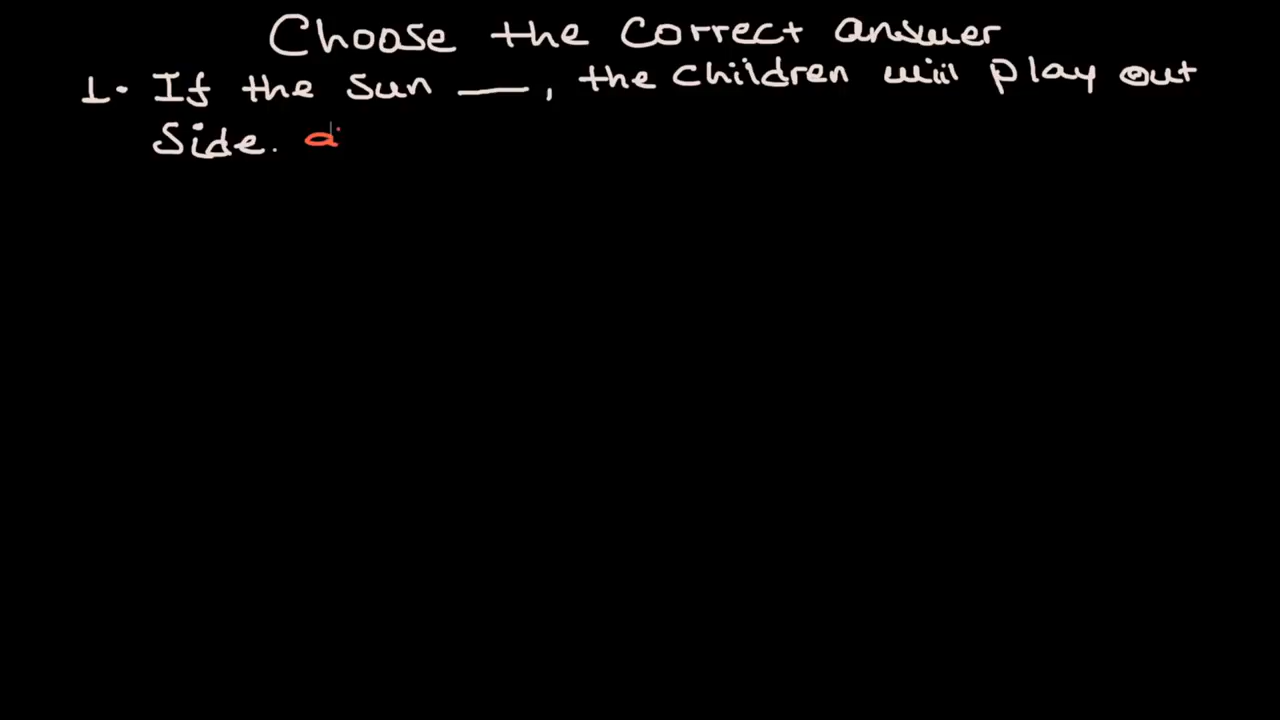 Choose the Correct answer
1. If the Sun ___, the Children will play out
Side. a